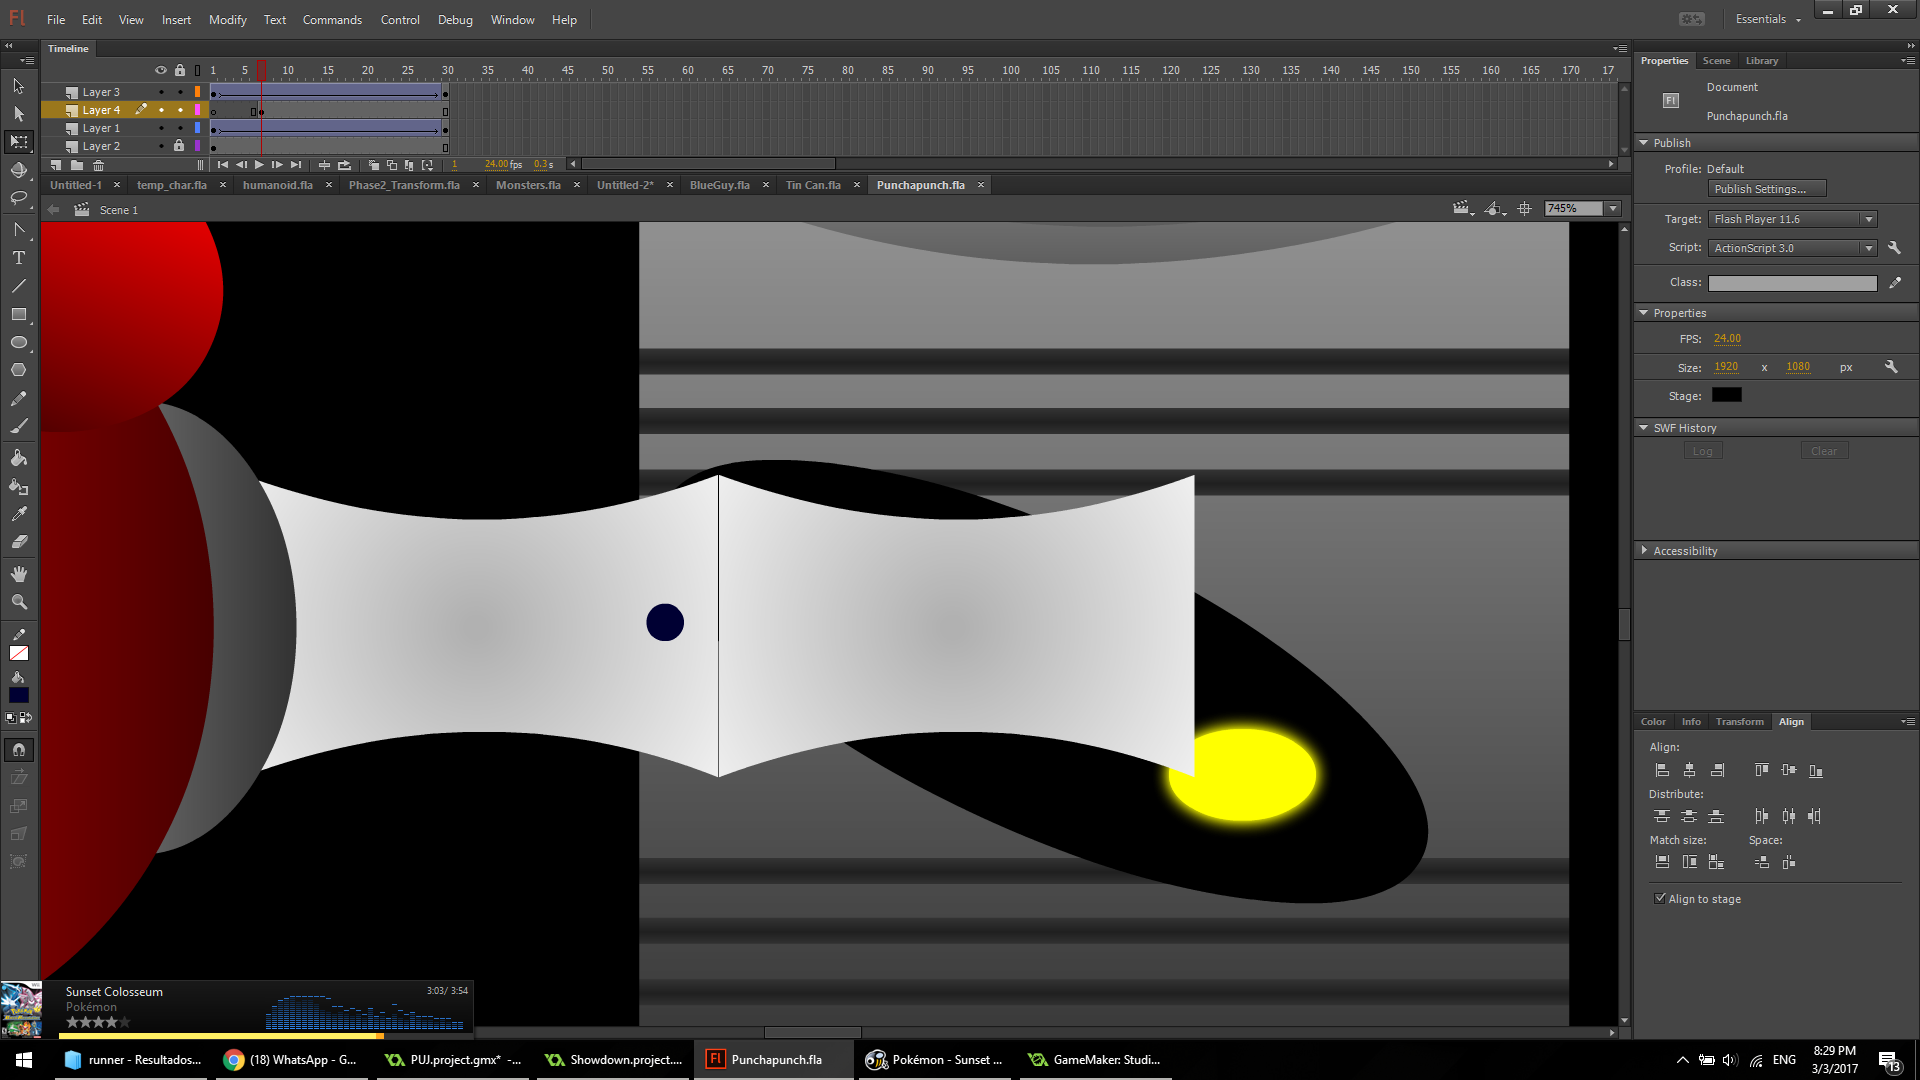 Fl File Edit View Insert Modify Text Commands Control Debug Window Help Essentials
Timeline
1 5 10 15 20 25 30 35 40 45 50 55 60 65 70 75 80 85 90 95 100 105 110 115 120 125 130 135 140 145 150 155 160 165 170 17
Layer 3
Layer 4
Layer 1
Layer 2
1 24.00 fps 0.3 s
Untitled-1 temp_char.fla humanoid.fla Phase2_Transform.fla Monsters.fla Untitled-2* BlueGuy.fla Tin Can.fla Punchapunch.fla
Scene 1 745%
Properties Scene Library
Document
Fl
Punchapunch.fla
Publish
Profile: Default
Publish Settings...
Target: Flash Player 11.6
Script: ActionScript 3.0
Class:
Properties
FPS: 24.00
Size: 1920 x 1080 px
Stage:
SWF History
Log Clear
Accessibility
Color Info Transform Align
Align:
Distribute:
Match size: Space:
Align to stage
Sunset Colosseum 3:03/ 3:54
Pokémon
runner - Resultados... (18) WhatsApp - G... PUJ.project.gmx* -... Showdown.project.... Fl Punchapunch.fla Pokémon - Sunset ... GameMaker: Studi... ENG
8:29 PM
3/3/2017
13